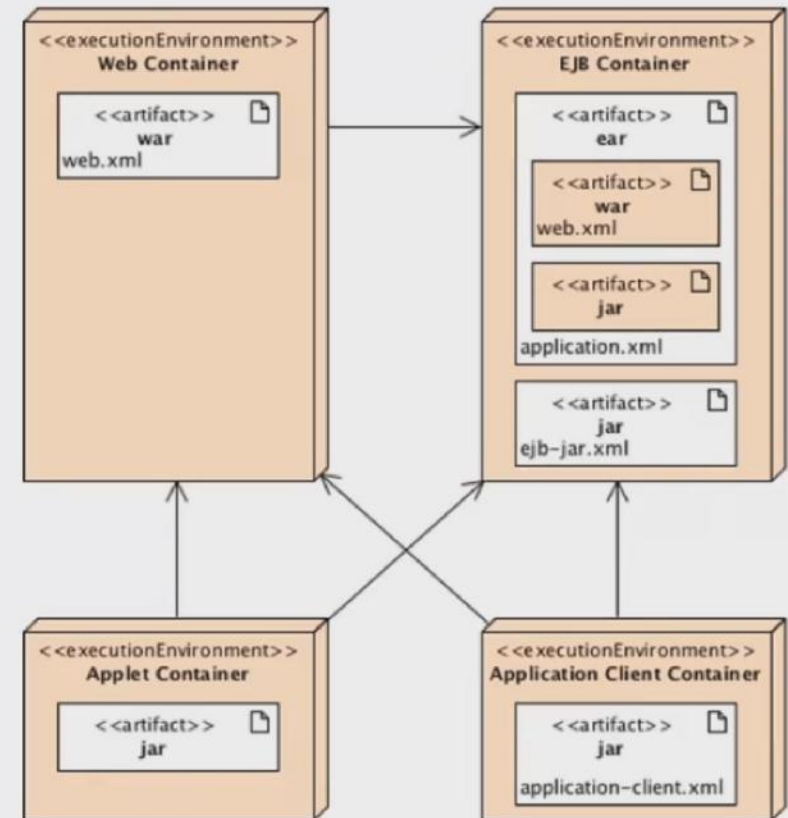 <<executionEnvironment>>
Web Container
<<artifact>>
war
web.xml
<<executionEnvironment>>
EJB Container
<<artifact>>
ear
<<artifact>>
war
web.xml
<<artifact>>
jar
application.xml
<<artifact>>
jar
ejb-jar.xml
<<executionEnvironment>>
Applet Container
<<artifact>>
jar
<<executionEnvironment>>
Application Client Container
<<artifact>>
jar
application-client.xml